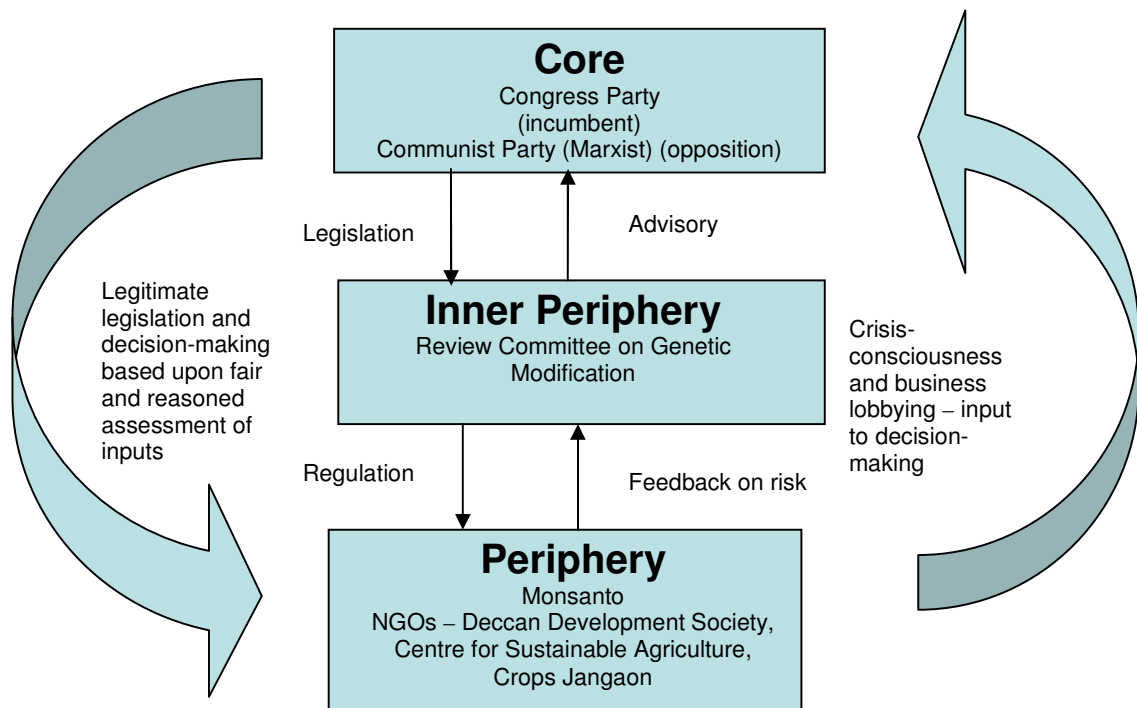 Core
Congress Party
(incumbent)
Communist Party (Marxist) (opposition)
Legislation
Advisory
Inner Periphery
Review Committee on Genetic
Modification
Legitimate
legislation and
decision-making
based upon fair
and reasoned
assessment of
inputs
Crisis-
consciousness
and business
lobbying – input
to decision-
making
Regulation
Feedback on risk
Periphery
Monsanto
NGOs – Deccan Development Society,
Centre for Sustainable Agriculture,
Crops Jangaon